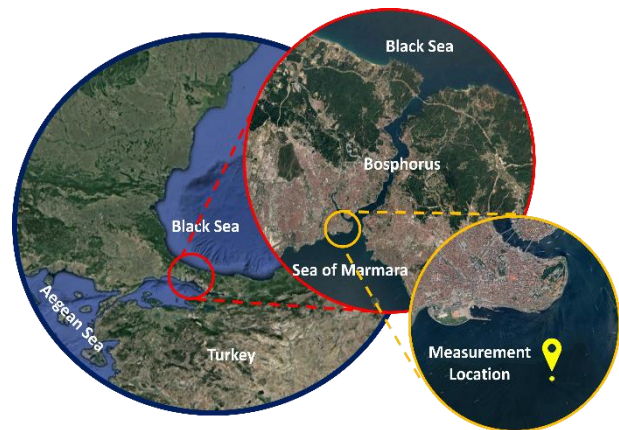 Black Sea
Bosphorus
Black Sea
Sea of Marmara
Aegean Sea
Turkey
Measurement
Location